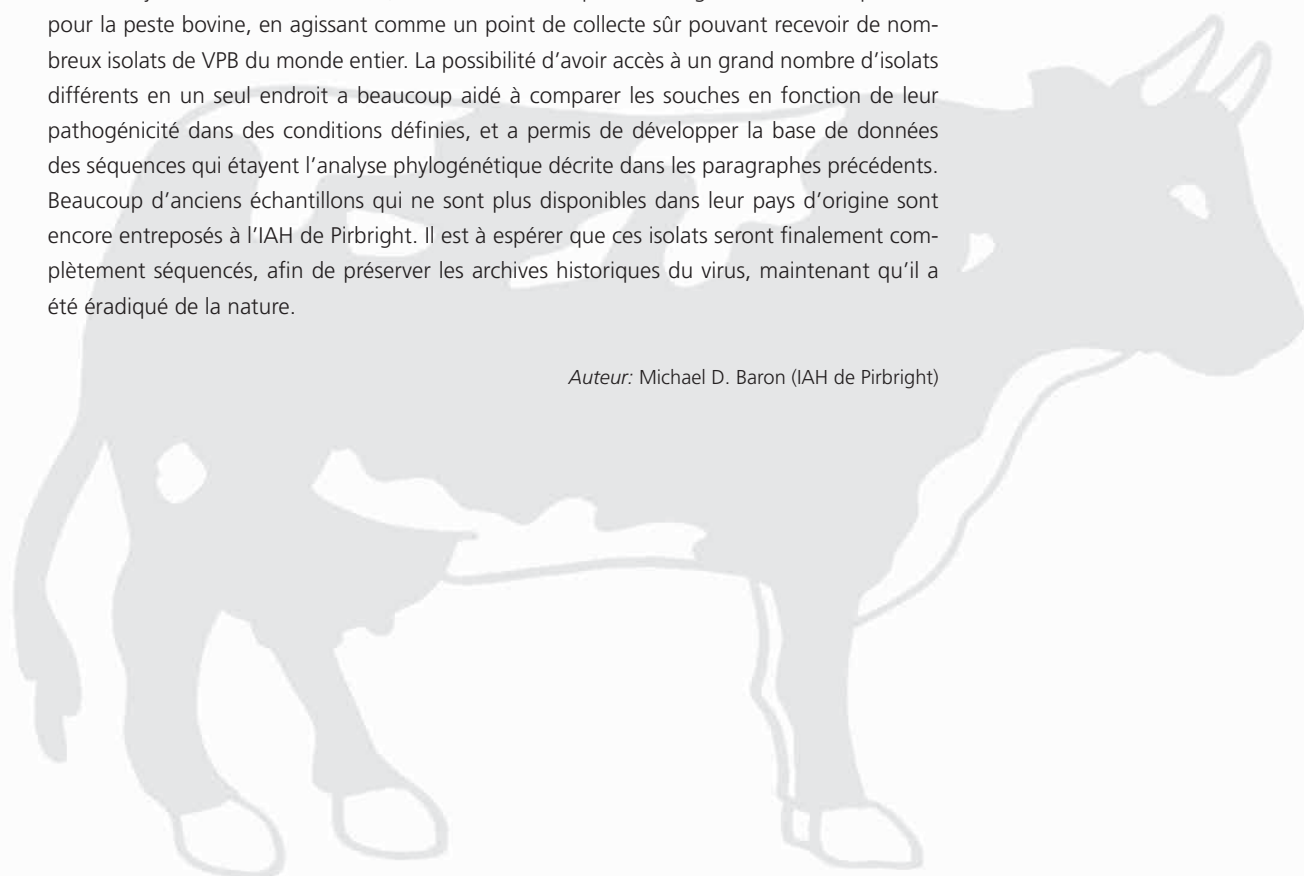 pour la peste bovine, en agissant comme un point de collecte sûr pouvant recevoir de nom-
breux isolats de VPB du monde entier. La possibilité d’avoir accès à un grand nombre d’isolats
différents en un seul endroit a beaucoup aidé à comparer les souches en fonction de leur
pathogénicité dans des conditions définies, et a permis de développer la base de données
des séquences qui étayent l’analyse phylogénétique décrite dans les paragraphes précédents.
Beaucoup d’anciens échantillons qui ne sont plus disponibles dans leur pays d’origine sont
encore entreposés à l’IAH de Pirbright. Il est à espérer que ces isolats seront finalement com-
plètement séquencés, afin de préserver les archives historiques du virus, maintenant qu’il a
été éradiqué de la nature.
Auteur: Michael D. Baron (IAH de Pirbright)